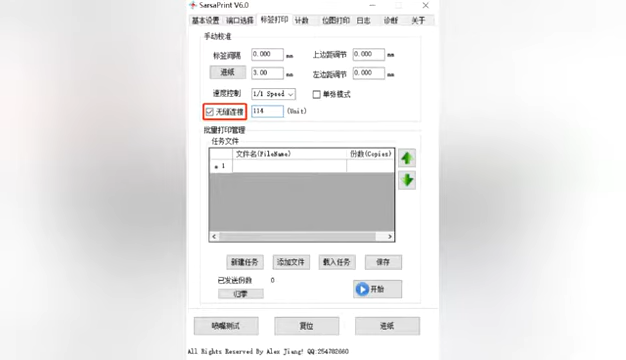 SarsaPrint V6.0
基本设置 端口选择 标签打印 计数 位图打印 日志 诊断 关于
手动校准
标签间隔 0.000 mm 上边距调节 0.000 mm
进纸 3.00 mm 左边距调节 0.000 mm
速度控制 1/1 Speed 单张模式
无缝连接 114 (Unit)
批量打印管理
任务文件
文件名(FileName) 份数(Copies)
1
新建任务 添加文件 载入任务 保存
已发送份数 0
归零 开始
喷嘴测试 复位 进纸
All Rights Reserved By Alex Jiang! QQ:254782660